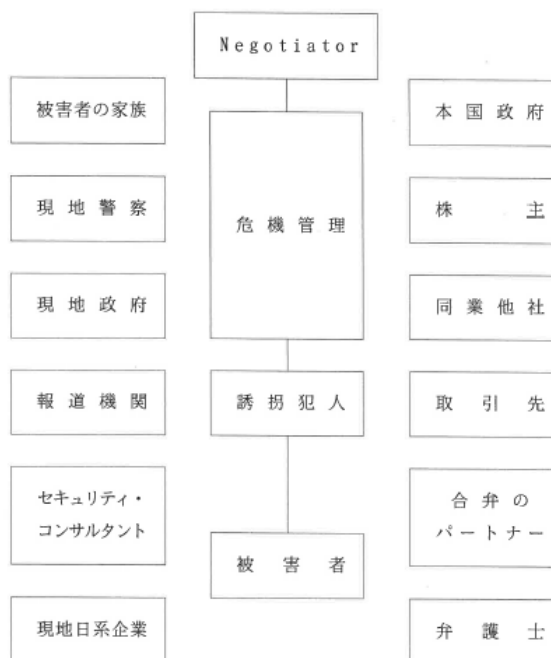 Negotiator
被害者の家族
現地警察
現地政府
報道機関
セキュリティ・
コンサルタント
現地日系企業
危機管理
誘拐犯人
被害者
本国政府
株主
同業他社
取引先
合弁の
パートナー
弁護士